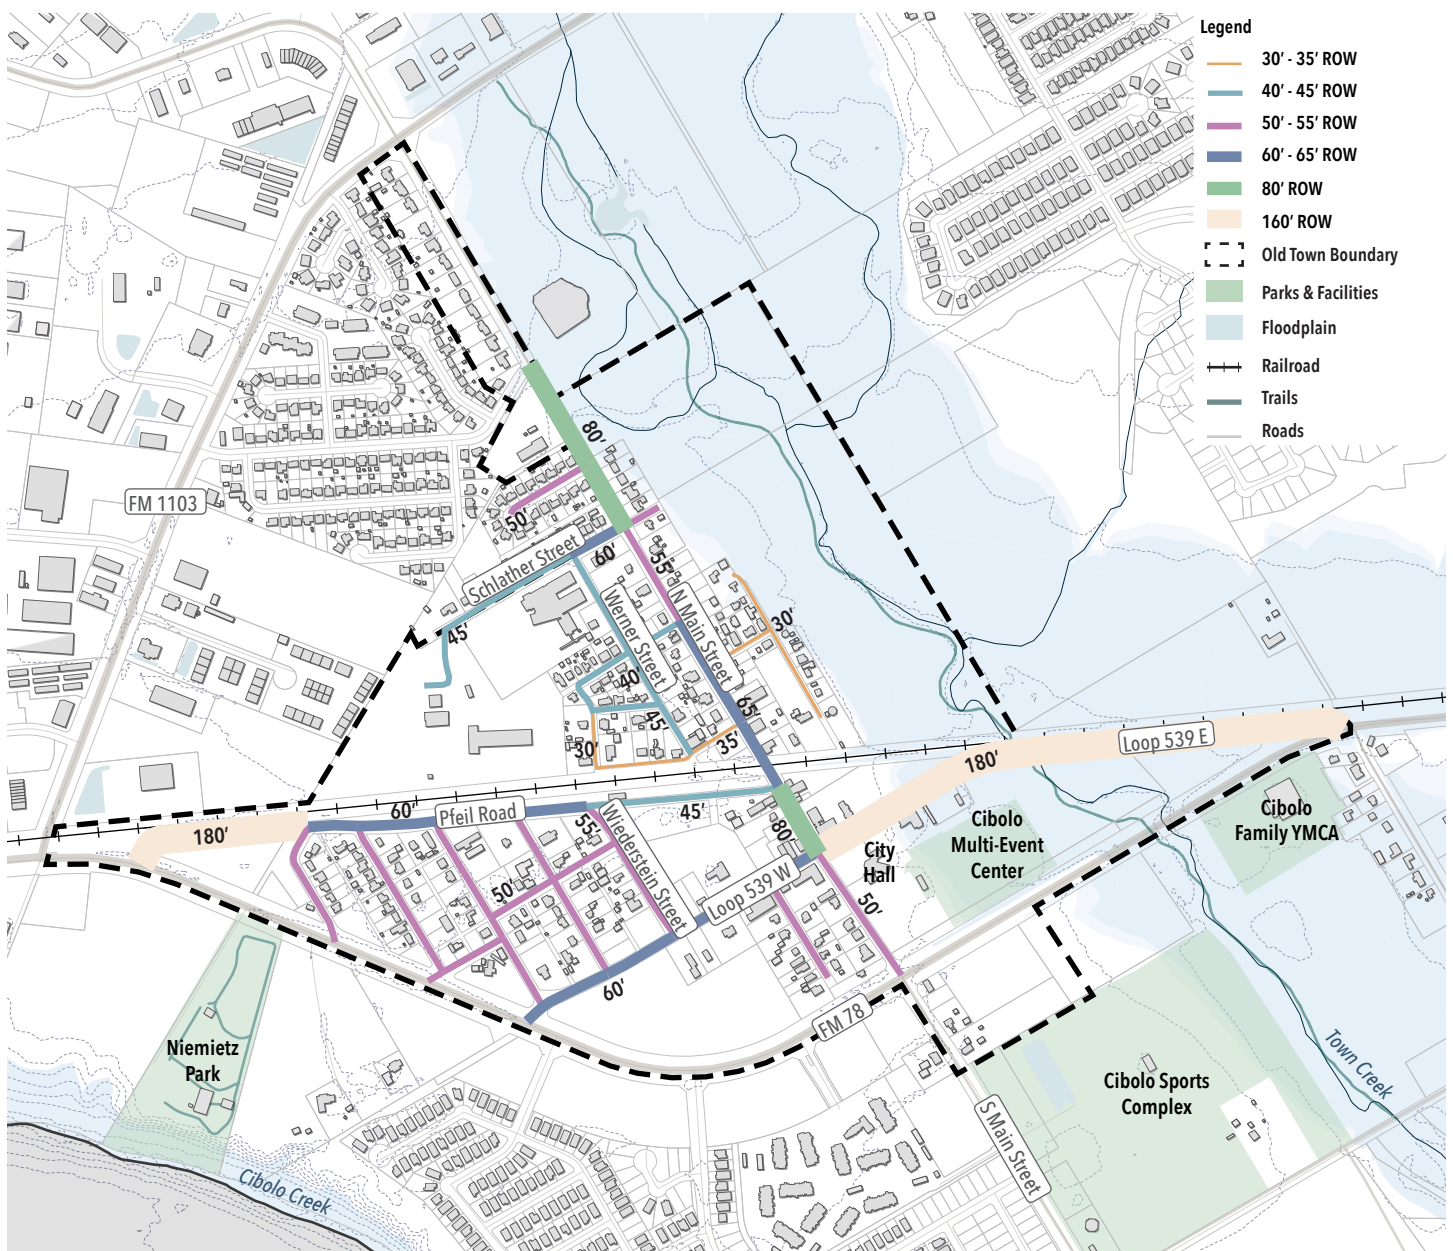 Legend
30' - 35' ROW
40' - 45' ROW
50' - 55' ROW
60' - 65' ROW
80' ROW
160' ROW
Old Town Boundary
Parks & Facilities
Floodplain
Railroad
Trails
Roads
80'
FM 1103
50'
Schlather Street
60'
55'
45'
Werner Street
N Main Street
30'
40'
45'
65'
35'
30'
Loop 539 E
180'
60'
Pfeil Road
45'
180'
55'
Wiederstein Street
80'
City
Hall
Cibolo
Multi-Event
Center
Cibolo
Family YMCA
50'
Loop 539 W
50'
60'
FM 78
Niemietz
Park
Cibolo Sports
Complex
Town Creek
S Main Street
Cibolo Creek